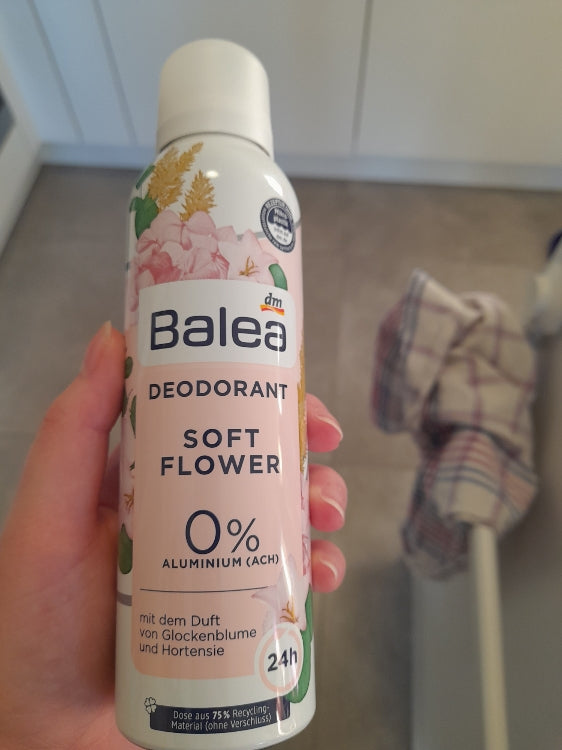 dm
Balea
DEODORANT
SOFT
FLOWER
0%
ALUMINIUM (ACH)
mit dem Duft
von Glockenblume
und Hortensie
24h
Dose aus 75% Recycling-
Material (ohne Verschluss)